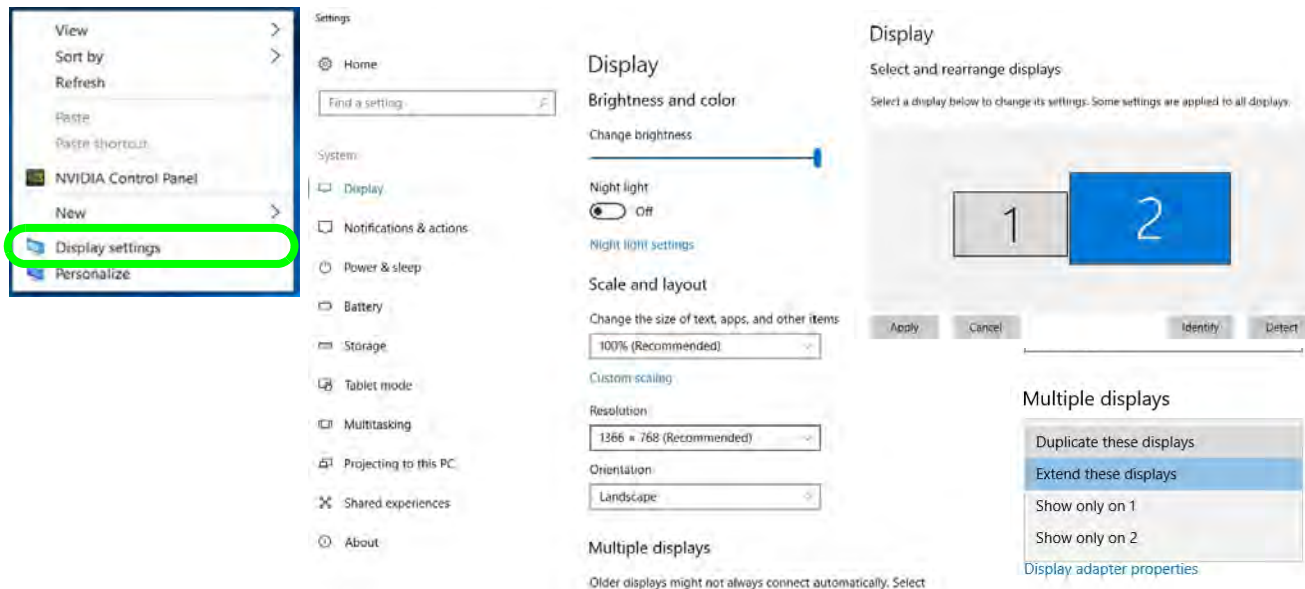 View
Sort by
Refresh
Paste
Paste shortcut
NVIDIA Control Panel
New
Display settings
Personalize
Settings
Home
Find a setting
System
Display
Notifications & actions
Power & sleep
Battery
Storage
Tablet mode
Multitasking
Projecting to this PC
Shared experiences
About
Display
Brightness and color
Change brightness
Night light
Off
Night light settings
Scale and layout
Change the size of text, apps, and other items
100% (Recommended)
Custom scaling
Resolution
1366 × 768 (Recommended)
Orientation
Landscape
Multiple displays
Older displays might not always connect automatically. Select
Display
Select and rearrange displays
Select a display below to change its settings. Some settings are applied to all displays.
1
2
Apply Cancel Identify Detect
Multiple displays
Duplicate these displays
Extend these displays
Show only on 1
Show only on 2
Display adapter properties